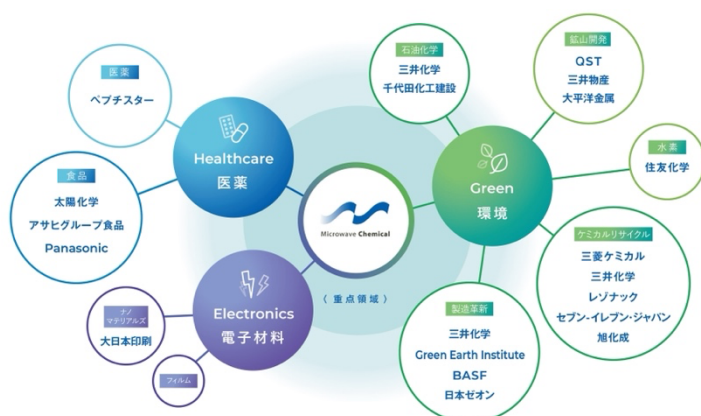 医薬
ペプチスター
食品
太陽化学
アサヒグループ食品
Panasonic
Healthcare
医薬
Electronics
電子材料
ナノ
マテリアルズ
大日本印刷
フィルム
Microwave Chemical
（重点領域）
Green
環境
石油化学
三井化学
千代田化工建設
鉱山開発
QST
三井物産
大平洋金属
水素
住友化学
ケミカルリサイクル
三菱ケミカル
三井化学
レゾナック
セブン-イレブン・ジャパン
旭化成
製造革新
三井化学
Green Earth Institute
BASF
日本ゼオン